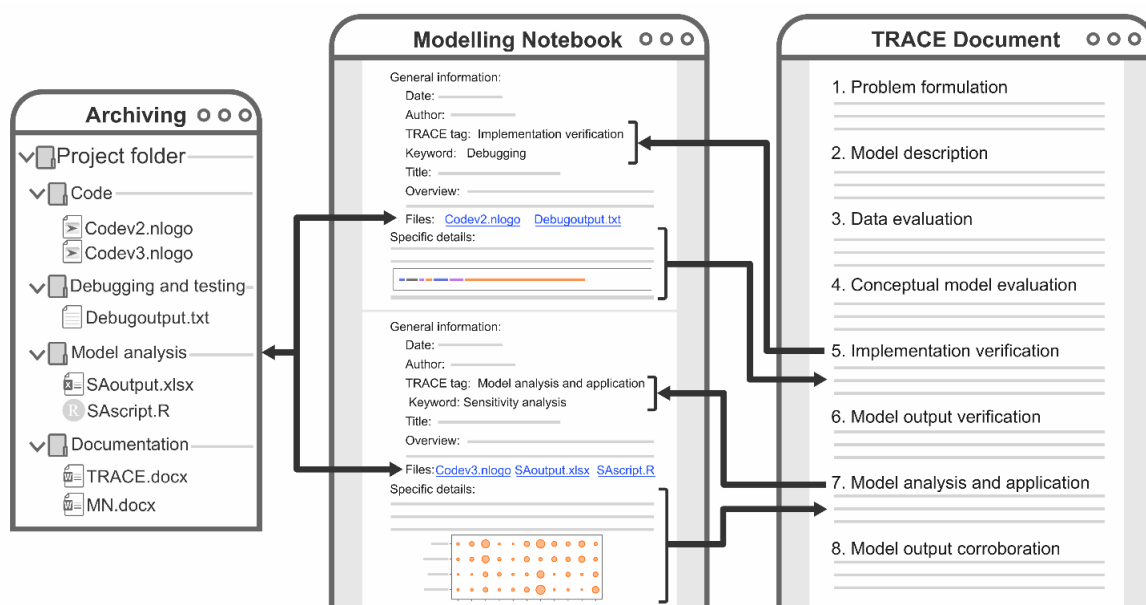 Archiving
Project folder
Code
Codev2.nlogo
Codev3.nlogo
Debugging and testing
Debugoutput.txt
Model analysis
SAoutput.xlsx
R SAscript.R
Documentation
TRACE.docx
MN.docx
Modelling Notebook
General information:
Date:
Author:
TRACE tag: Implementation verification
Keyword: Debugging
Title:
Overview:
Files: Codev2.nlogo Debugoutput.txt
Specific details:
General information:
Date:
Author:
TRACE tag: Model analysis and application
Keyword: Sensitivity analysis
Title:
Overview:
Files: Codev3.nlogo SAoutput.xlsx SAscript.R
Specific details:
TRACE Document
1. Problem formulation
2. Model description
3. Data evaluation
4. Conceptual model evaluation
5. Implementation verification
6. Model output verification
7. Model analysis and application
8. Model output corroboration